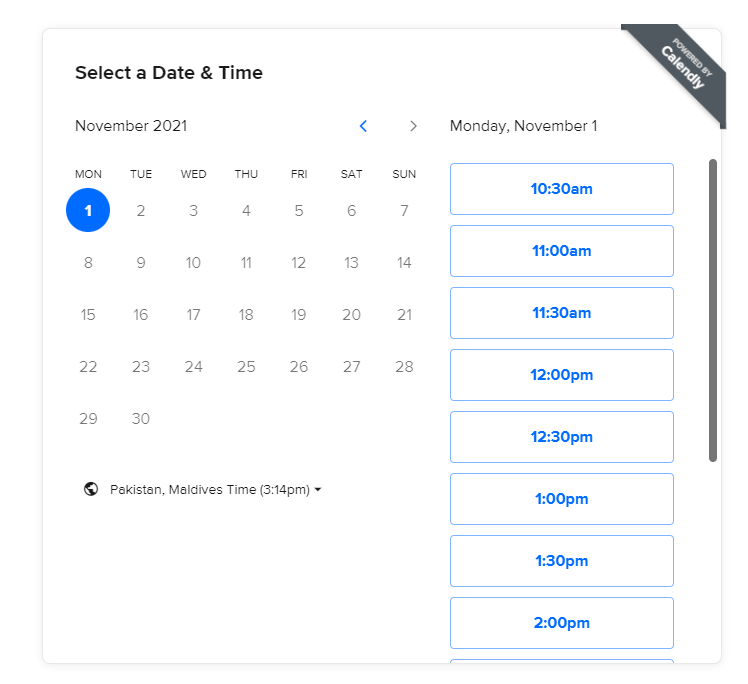 POWERED BY
Calendly
Select a Date & Time
November 2021
MON TUE WED THU FRI SAT SUN
1 2 3 4 5 6 7
8 9 10 11 12 13 14
15 16 17 18 19 20 21
22 23 24 25 26 27 28
29 30
Pakistan, Maldives Time (3:14pm)
Monday, November 1
10:30am
11:00am
11:30am
12:00pm
12:30pm
1:00pm
1:30pm
2:00pm